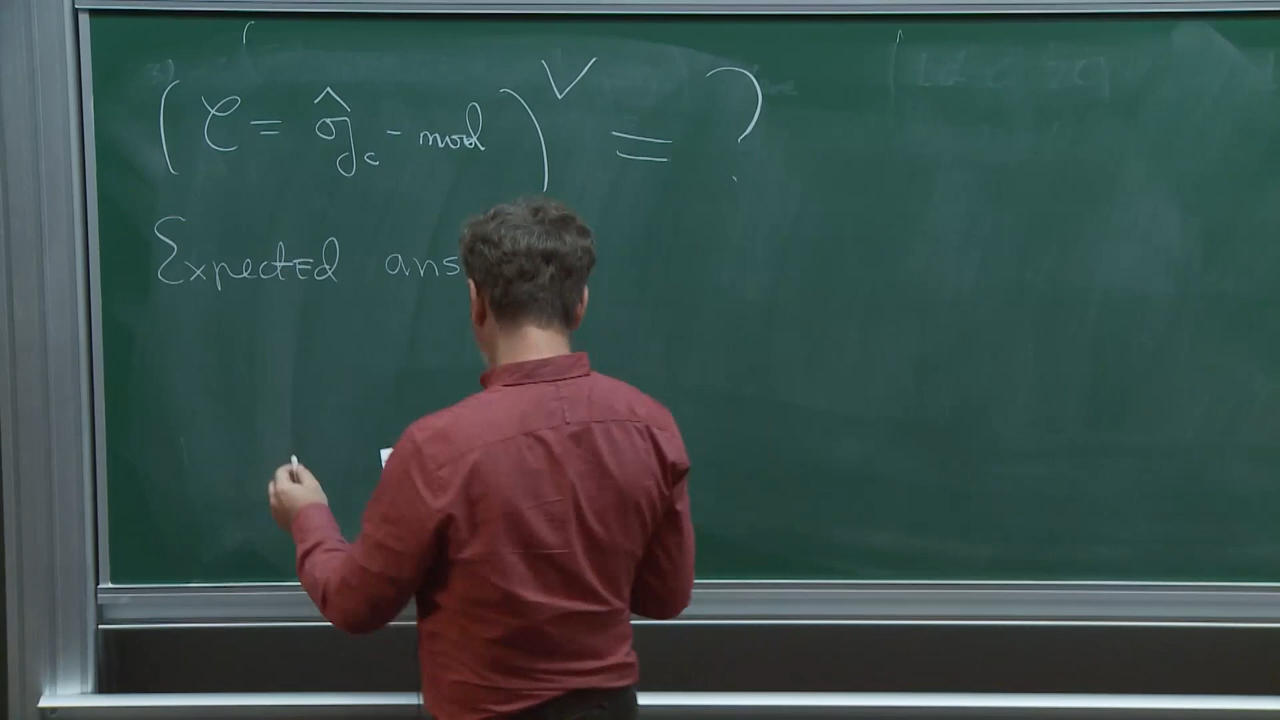 ( 𝒞 = ĝ_c - mod )^∨ = ?
Expected ans